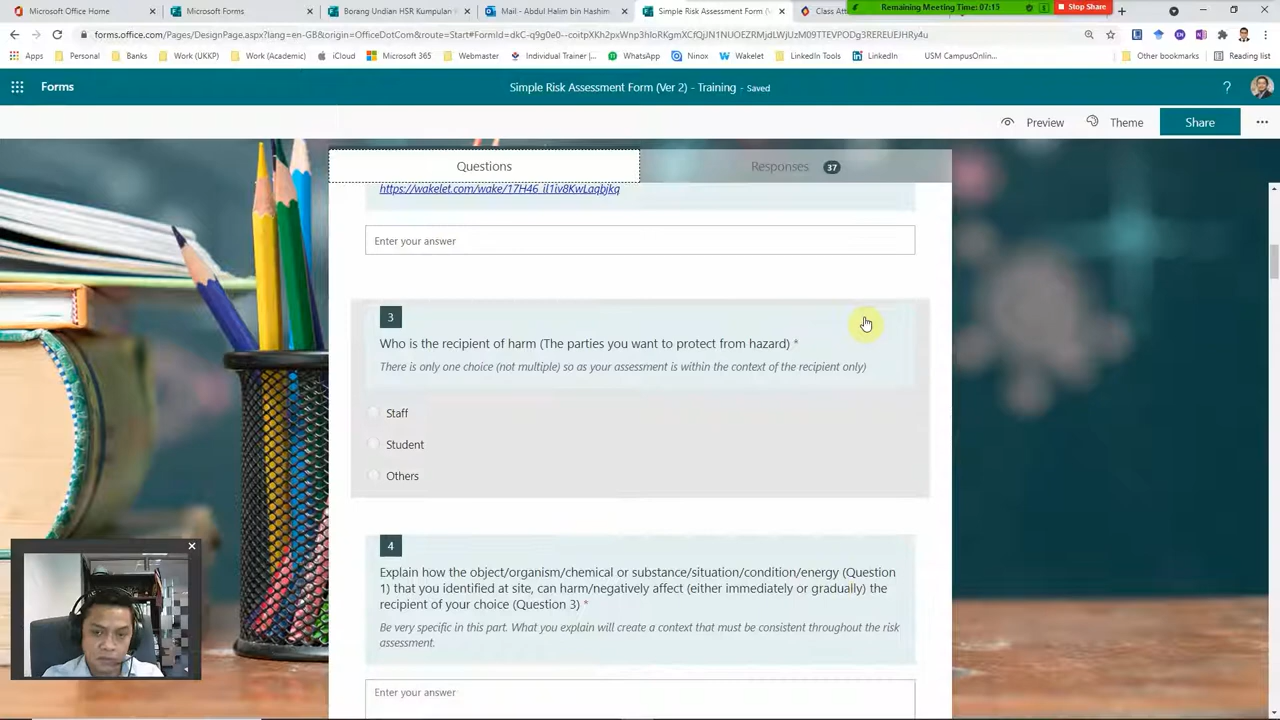 Microsoft Office Home
Microsoft Forms
Borang Undian HSR Kumpulan
Mail - Abdul Halim bin Hashim
Simple Risk Assessment Form (V
Class Att
Remaining Meeting Time: 07:15
Stop Share
Apps
Personal
Banks
Work (UKKP)
Work (Academic)
iCloud
Microsoft 365
Webmaster
Individual Trainer |...
WhatsApp
Ninox
Wakelet
LinkedIn Tools
LinkedIn
USM CampusOnlin...
Other bookmarks
Reading list
Forms
Simple Risk Assessment Form (Ver 2) - Training - Saved
?
Preview
Theme
Share
Questions
Responses 37
Enter your answer
3
Who is the recipient of harm (The parties you want to protect from hazard) *
There is only one choice (not multiple) so as your assessment is within the context of the recipient only)
Staff
Student
Others
4
Explain how the object/organism/chemical or substance/situation/condition/energy (Question
1) that you identified at site, can harm/negatively affect (either immediately or gradually) the
recipient of your choice (Question 3) *
Be very specific in this part. What you explain will create a context that must be consistent throughout the risk
assessment.
Enter your answer